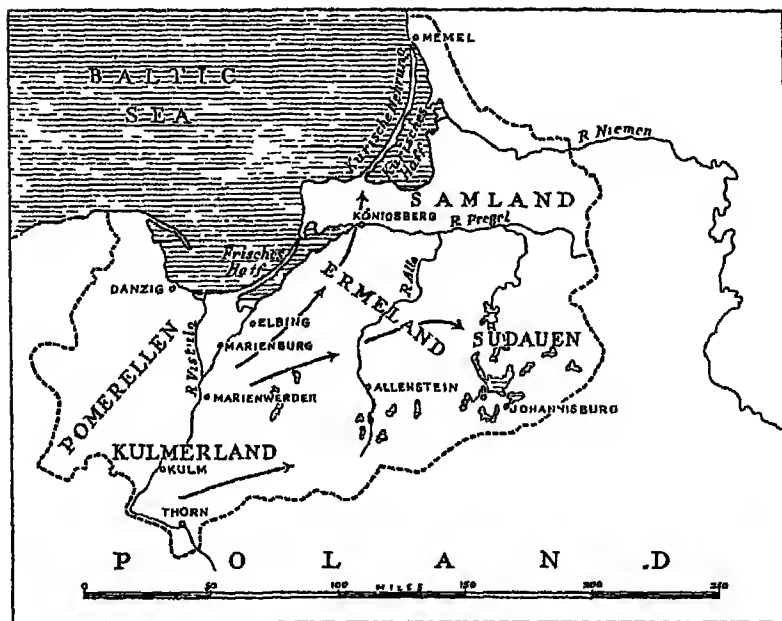 MEMEL
BALTIC
SEA
Kurische Nehrung
Kurisches
Haff
R Niemen
SAMLAND
KÖNIGSBERG
R Pregel
Frisches
Haff
DANZIG
ERMELAND
R Alle
ELBING
MARIENBURG
R Vistula
SUDAUEN
POMERELLEN
MARIENWERDER
ALLENSTEIN
JOHANNISBURG
KULMERLAND
KULM
THORN
POLAND
MILES
0 50 100 150 200 250